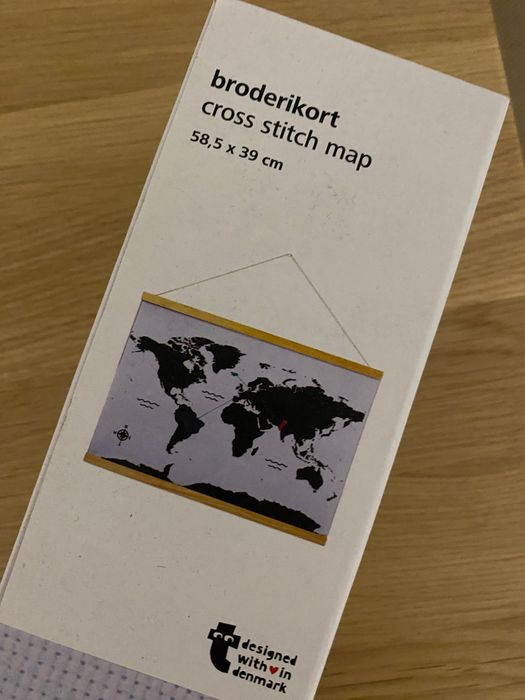 broderikort
cross stitch map
58,5 x 39 cm
t
designed
with♥in
denmark